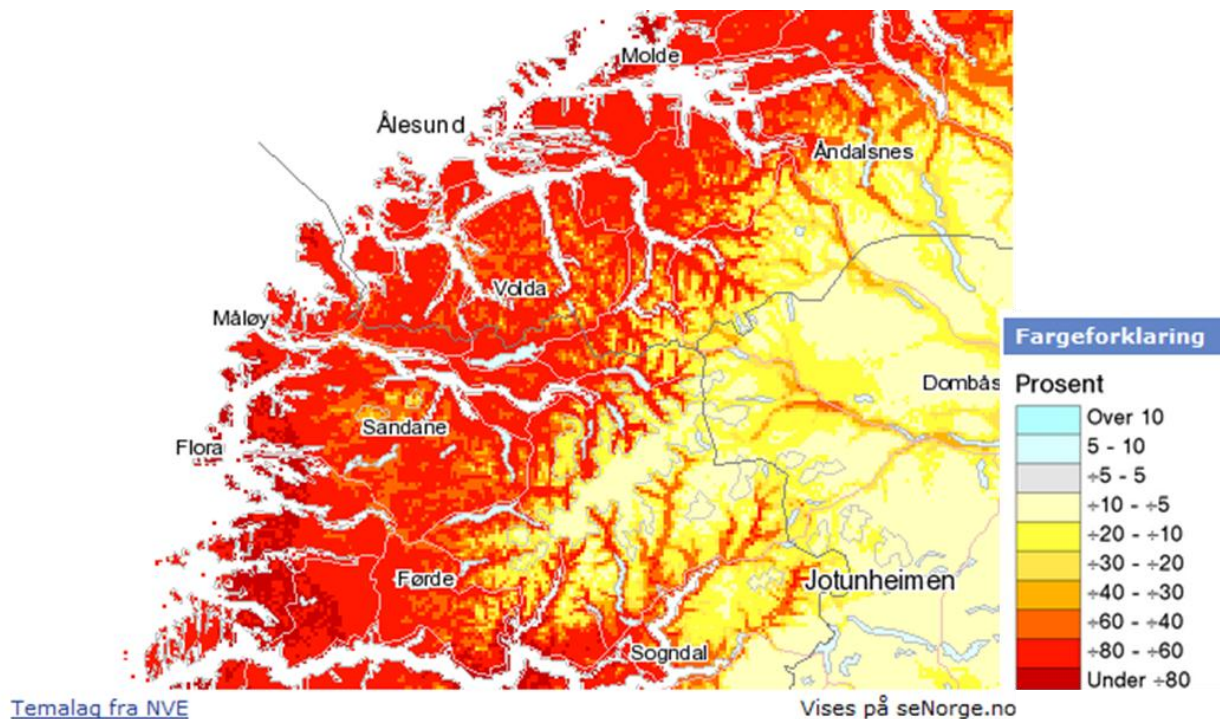 Molde
Ålesund
Åndalsnes
Volda
Måløy
Fargeforklaring
Dombås
Prosent
Sandane
Over 10
Flora
5 - 10
÷5 - 5
÷10 - ÷5
÷20 - ÷10
÷30 - ÷20
Førde
Jotunheimen
÷40 - ÷30
÷60 - ÷40
Sogndal
÷80 - ÷60
Under ÷80
Temalag fra NVE
Vises på seNorge.no